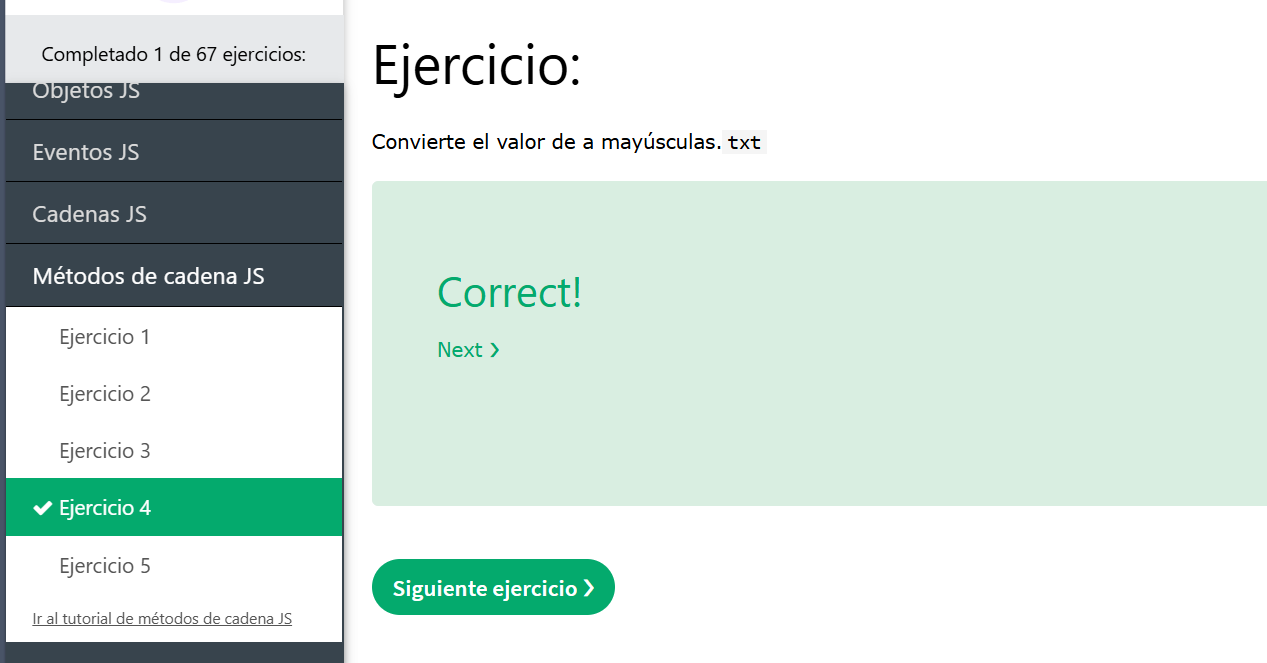 Completado 1 de 67 ejercicios:
Objetos JS
Eventos JS
Cadenas JS
Métodos de cadena JS
Ejercicio 1
Ejercicio 2
Ejercicio 3
Ejercicio 4
Ejercicio 5
Ir al tutorial de métodos de cadena JS
Ejercicio:
Convierte el valor de a mayúsculas. txt
Correct!
Next ❯
Siguiente ejercicio ❯